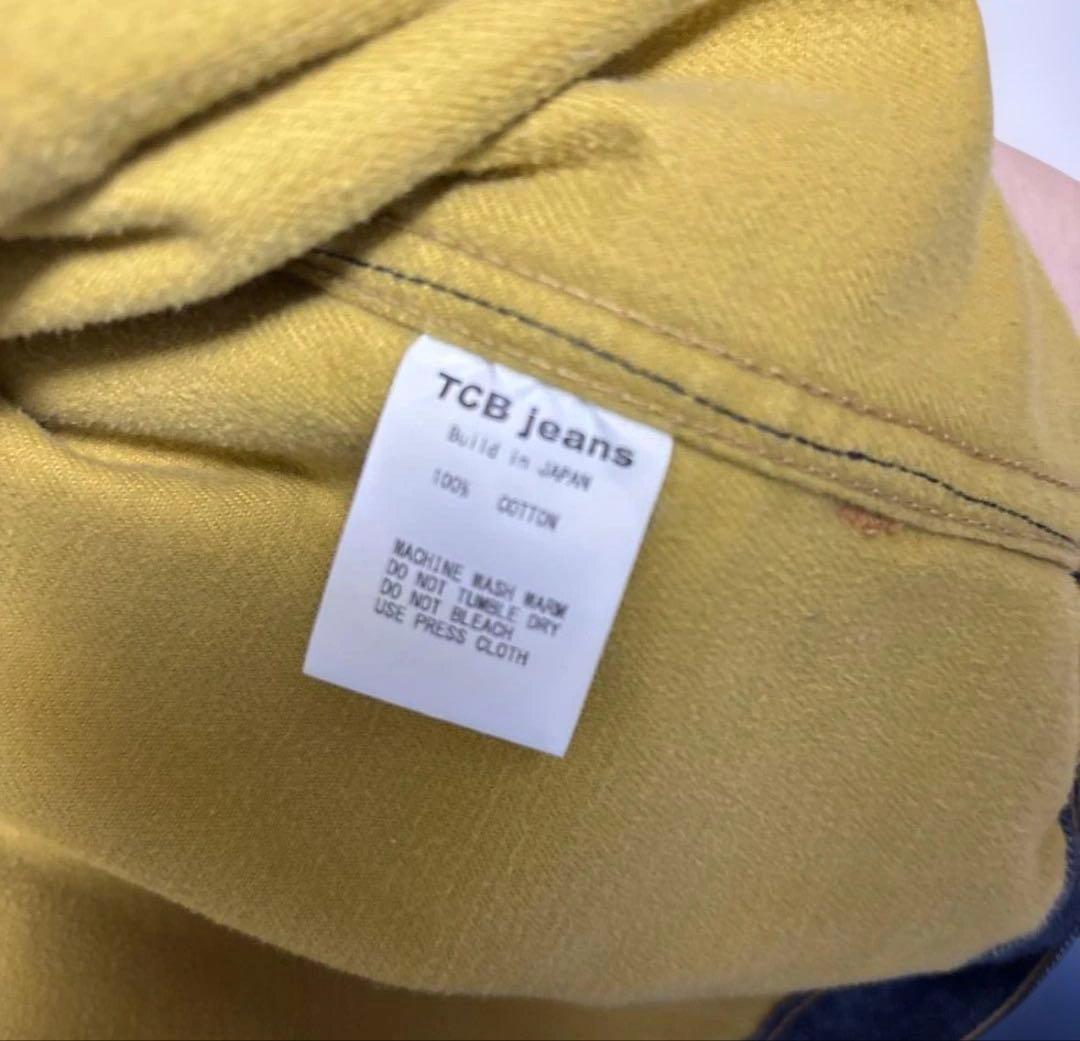 TCB jeans
Build in JAPAN
100% COTTON
MACHINE WASH WARM
DO NOT TUMBLE DRY
DO NOT BLEACH
USE PRESS CLOTH